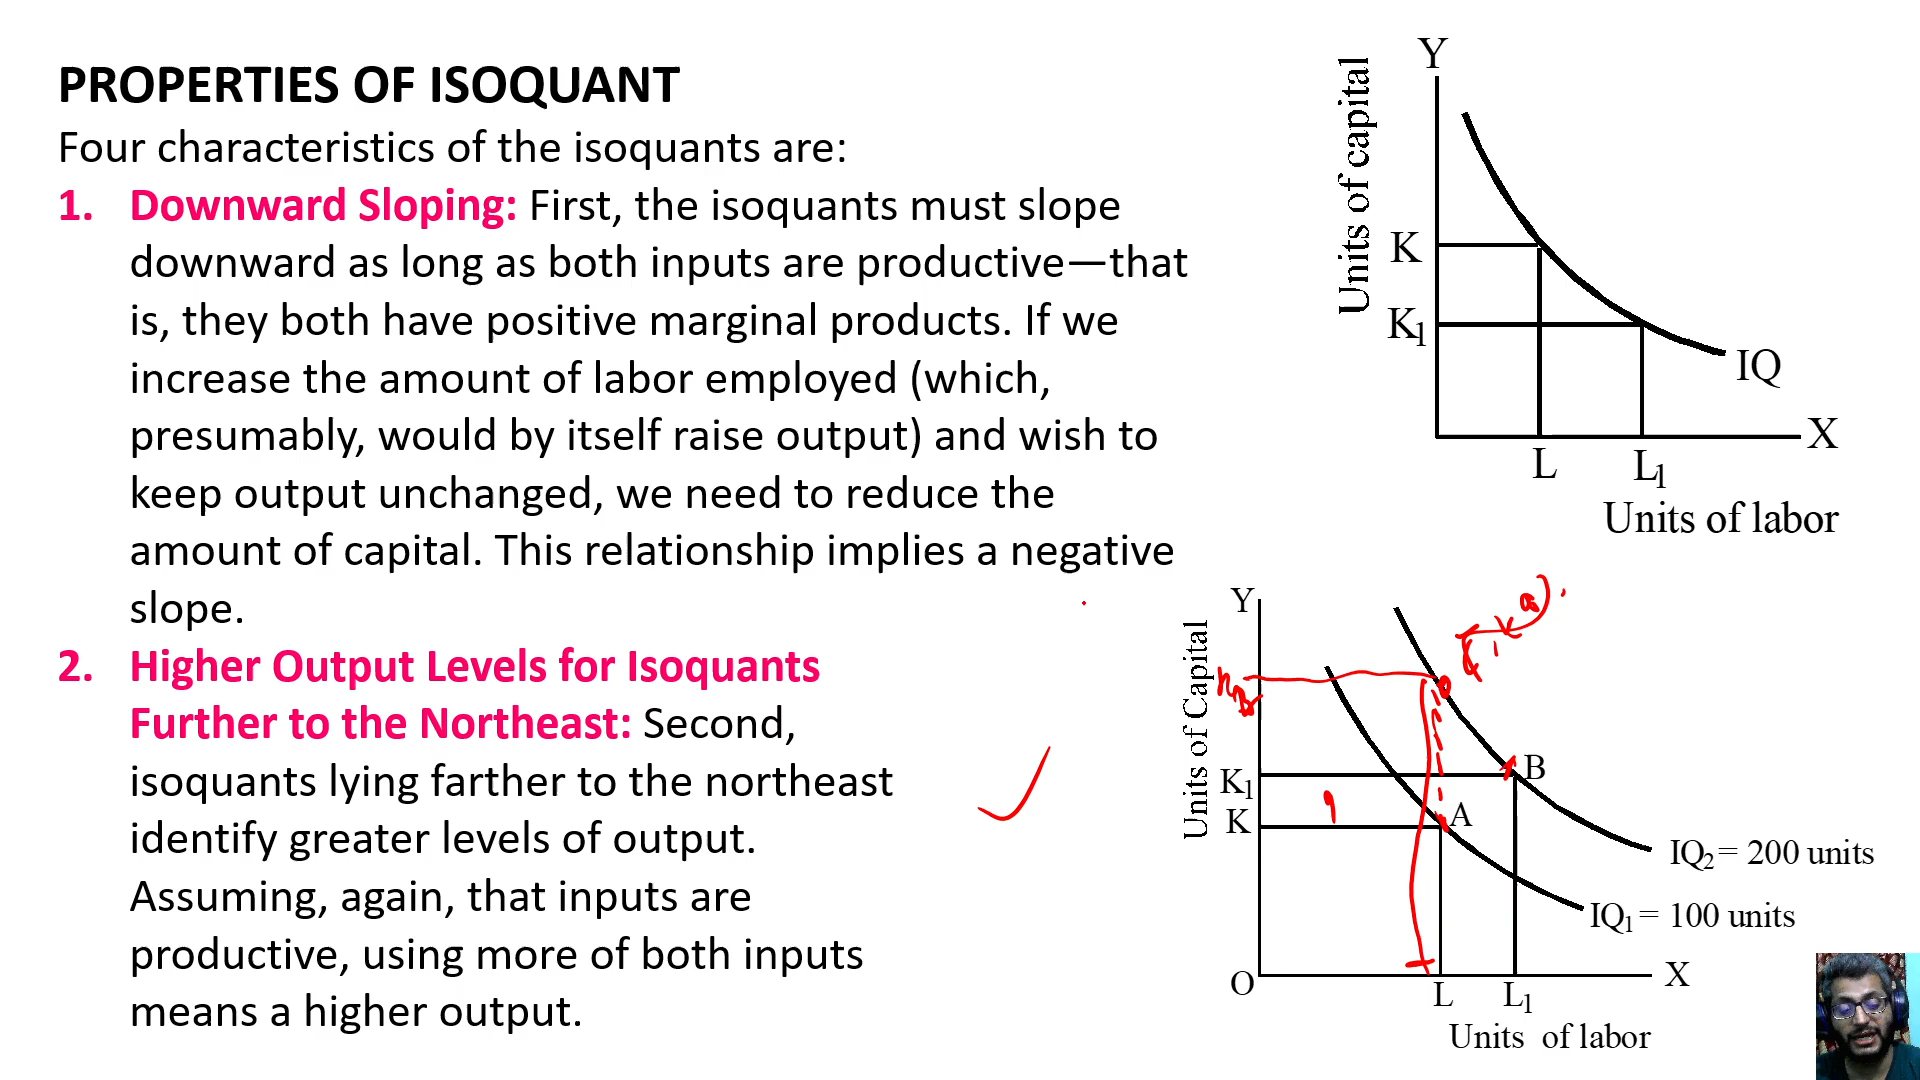 PROPERTIES OF ISOQUANT
Four characteristics of the isoquants are:
1. Downward Sloping: First, the isoquants must slope
downward as long as both inputs are productive—that
is, they both have positive marginal products. If we
increase the amount of labor employed (which,
presumably, would by itself raise output) and wish to
keep output unchanged, we need to reduce the
amount of capital. This relationship implies a negative
slope.
2. Higher Output Levels for Isoquants
Further to the Northeast: Second,
isoquants lying farther to the northeast
identify greater levels of output.
Assuming, again, that inputs are
productive, using more of both inputs
means a higher output.
Y
Units of capital
K
K1
IQ
X
L L1
Units of labor
Y
Units of Capital
K1
B
K
A
IQ2 = 200 units
IQ1 = 100 units
O
X
L L1
Units of labor